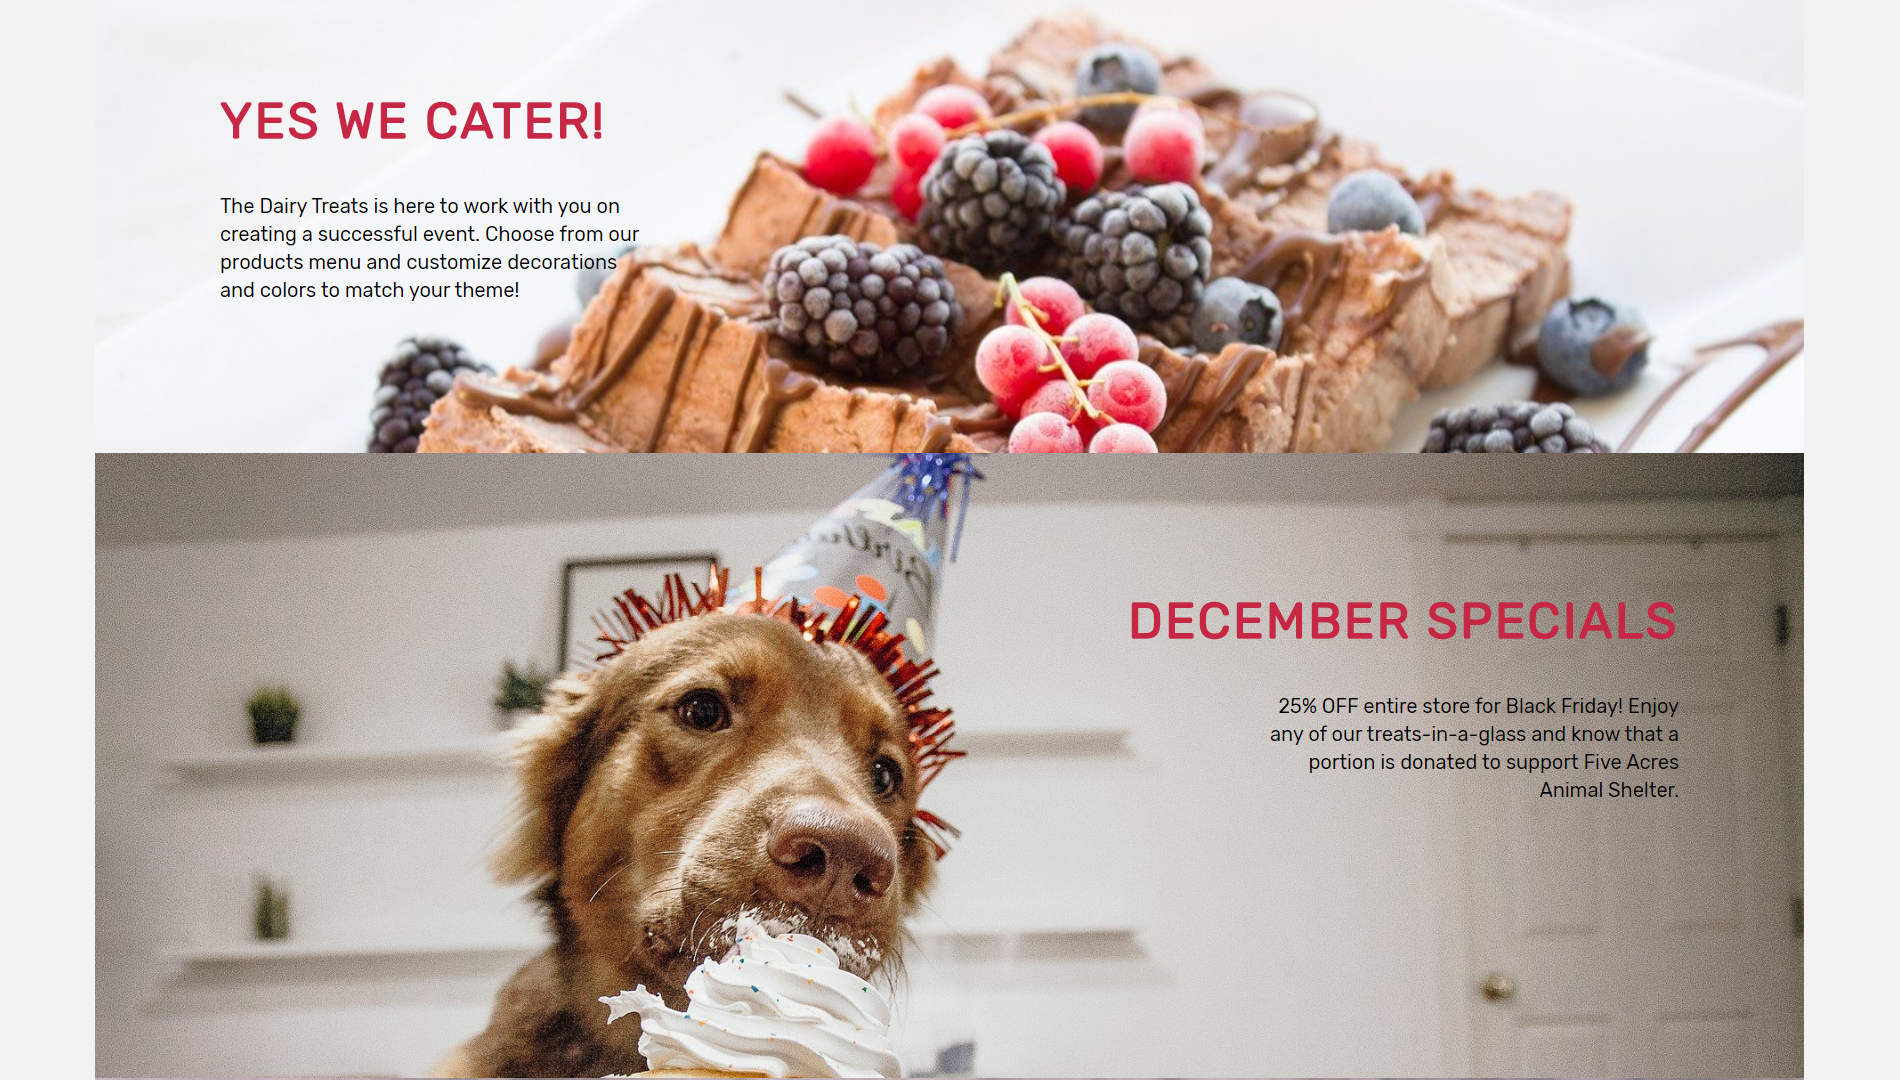 YES WE CATER!
The Dairy Treats is here to work with you on
creating a successful event. Choose from our
products menu and customize decorations
and colors to match your theme!
DECEMBER SPECIALS
25% OFF entire store for Black Friday! Enjoy
any of our treats-in-a-glass and know that a
portion is donated to support Five Acres
Animal Shelter.